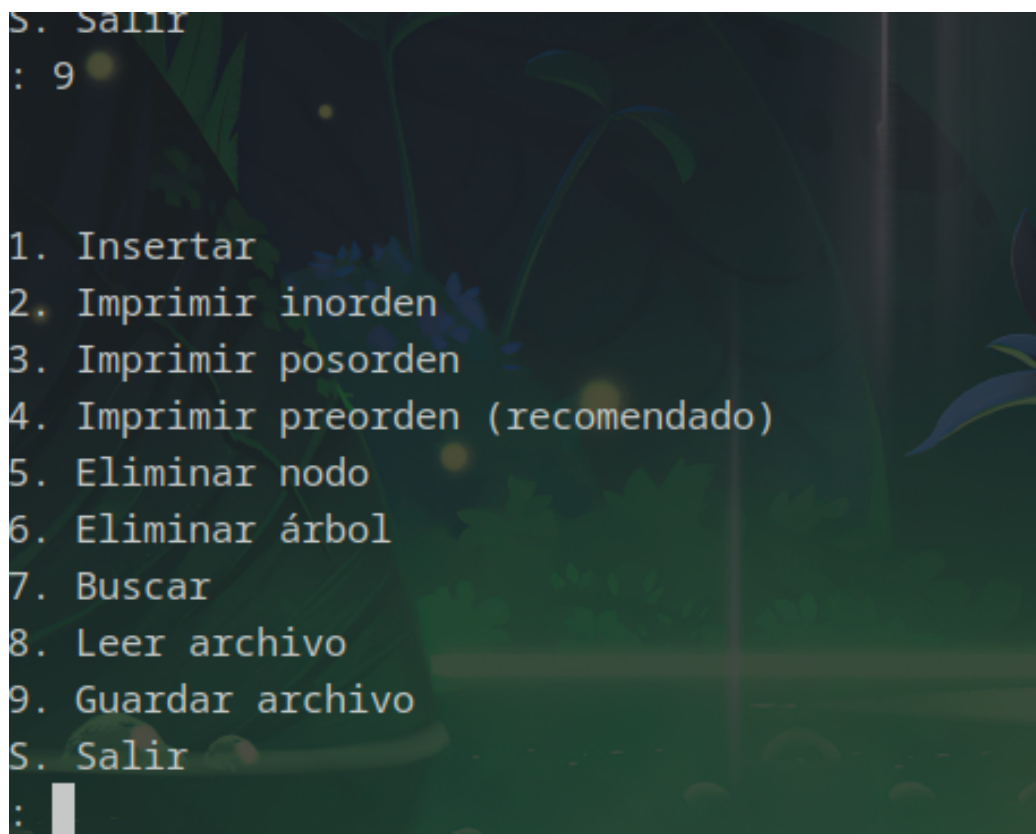 S. Salir
: 9
1. Insertar
2. Imprimir inorden
3. Imprimir posorden
4. Imprimir preorden (recomendado)
5. Eliminar nodo
6. Eliminar árbol
7. Buscar
8. Leer archivo
9. Guardar archivo
S. Salir
: